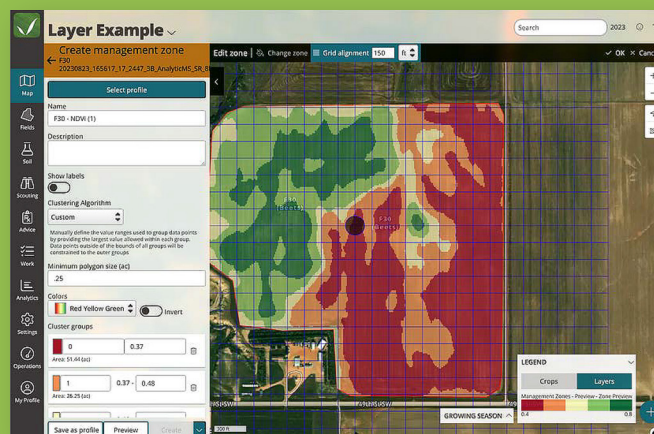 Layer Example
Search
2023
Create management zone
F30
20230823_165617_17_2447_3B_AnalyticMS_SR_8
Edit zone
Change zone
Grid alignment
150
ft
OK
Canc
Select profile
Name
F30 - NDVI (1)
Description
Show labels
Clustering Algorithm
Custom
Manually define the value ranges used to group data points
by providing the largest value allowed within each group.
Data points outside of the bounds of all groups will be
constrained to the outer groups
Minimum polygon size (ac)
.25
Colors
Red Yellow Green
Invert
Cluster groups
0
0.37
Area: 51.44 (ac)
1
0.37 - 0.48
Area: 26.25 (ac)
Save as profile
Preview
Create
Map
Fields
Soil
Scouting
Advice
Work
Analytics
Settings
Operations
My Profile
F30
(Beets)
F30
(Beets)
300 ft
GROWING SEASON
LEGEND
Crops
Layers
Management Zones - Preview - Zone Preview
0.4
0.8